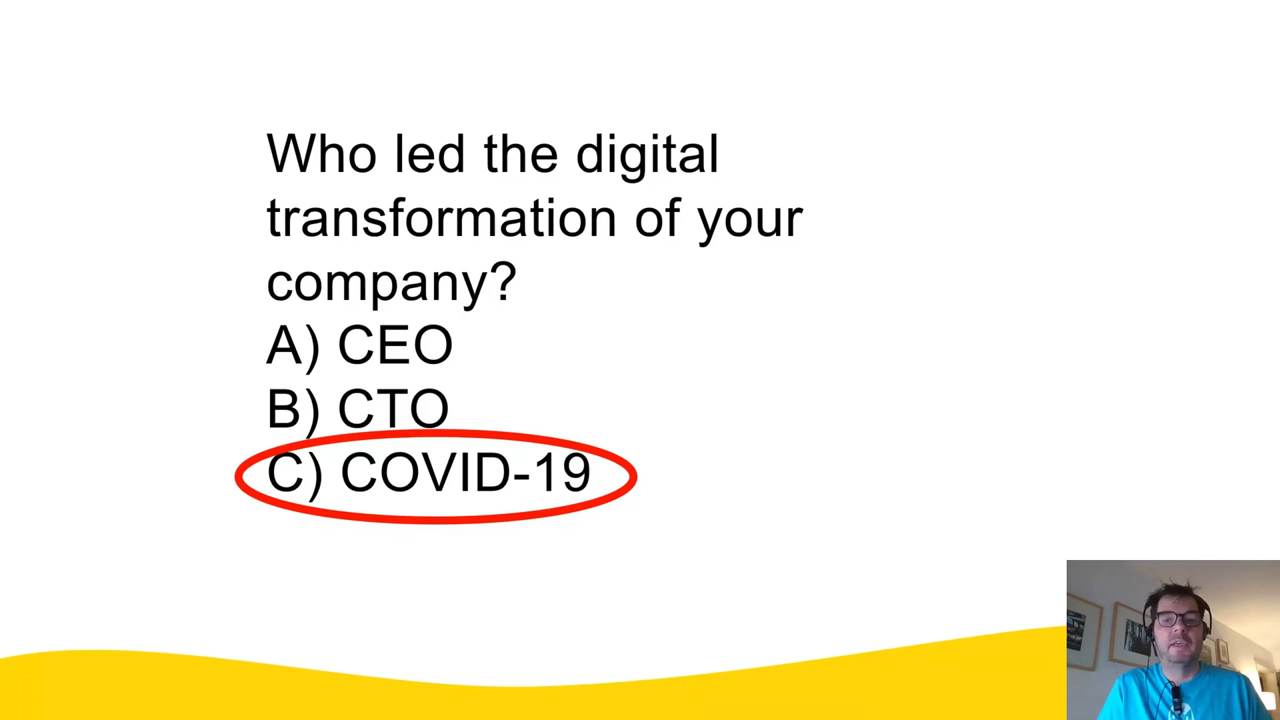 Who led the digital
transformation of your
company?
A) CEO
B) CTO
C) COVID-19